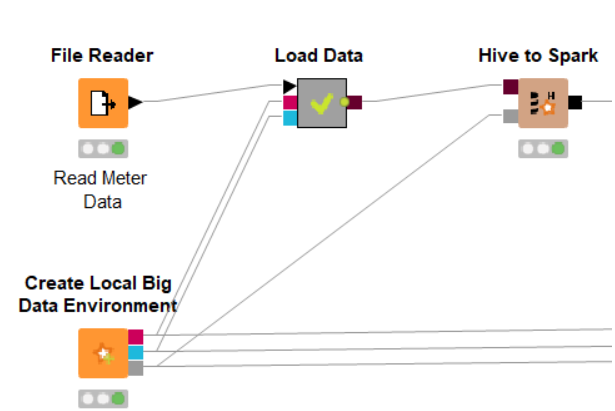 File Reader
Load Data
Hive to Spark
Read Meter
Data
Create Local Big
Data Environment